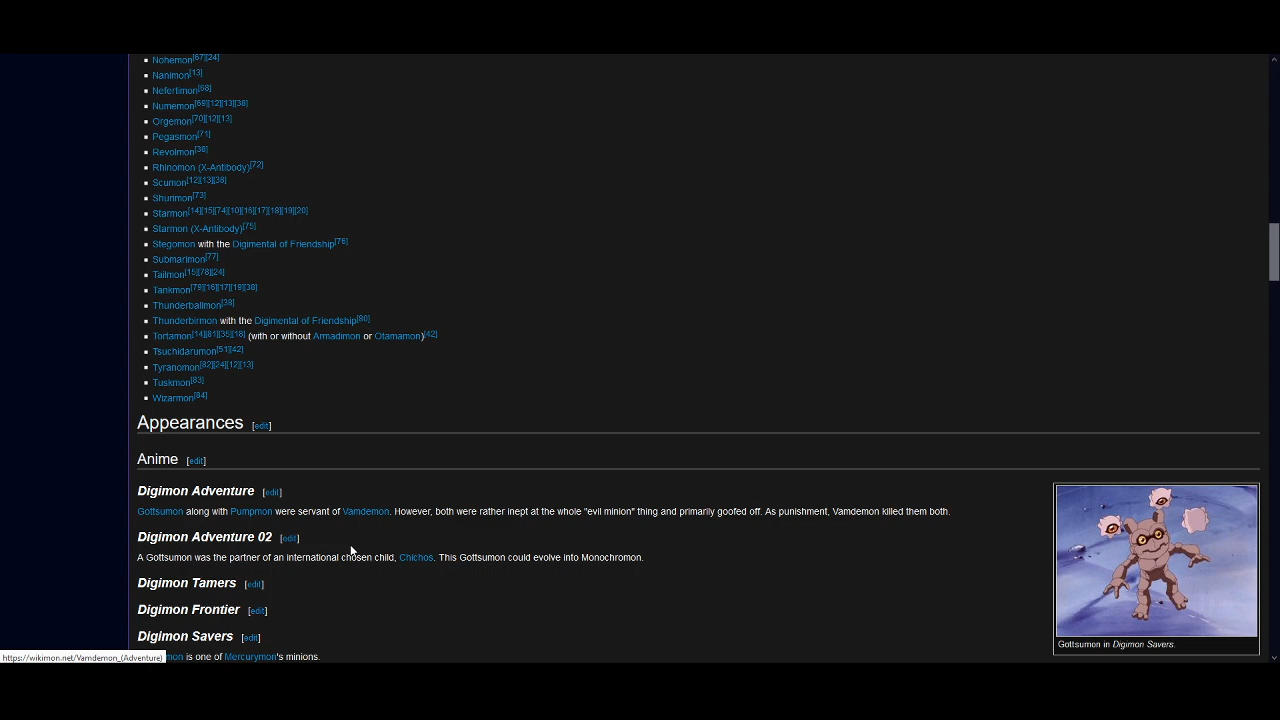 Nohemon[67][24]
Nanimon[13]
Nefertimon[68]
Numemon[69][12][13][38]
Orgemon[70][12][13]
Pegasmon[71]
Revolmon[38]
Rhinomon (X-Antibody)[72]
Scumon[12][13][38]
Shurimon[73]
Starmon[14][15][74][10][16][17][18][19][20]
Starmon (X-Antibody)[75]
Stegomon with the Digimental of Friendship[76]
Submarimon[77]
Tailmon[15][78][24]
Tankmon[79][16][17][19][38]
Thunderballmon[38]
Thunderbirmon with the Digimental of Friendship[80]
Tortamon[14][81][35][18] (with or without Armadimon or Otamamon)[42]
Tsuchidarumon[51][42]
Tyranomon[82][24][12][13]
Tuskmon[83]
Wizarmon[84]
Appearances [edit]
Anime [edit]
Digimon Adventure [edit]
Gottsumon along with Pumpmon were servant of Vamdemon. However, both were rather inept at the whole "evil minion" thing and primarily goofed off. As punishment, Vamdemon killed them both.
Digimon Adventure 02 [edit]
A Gottsumon was the partner of an international chosen child, Chichos. This Gottsumon could evolve into Monochromon.
Digimon Tamers [edit]
Digimon Frontier [edit]
Digimon Savers [edit]
mon is one of Mercurymon's minions.
Gottsumon in Digimon Savers.
https://wikimon.net/Vamdemon_(Adventure)